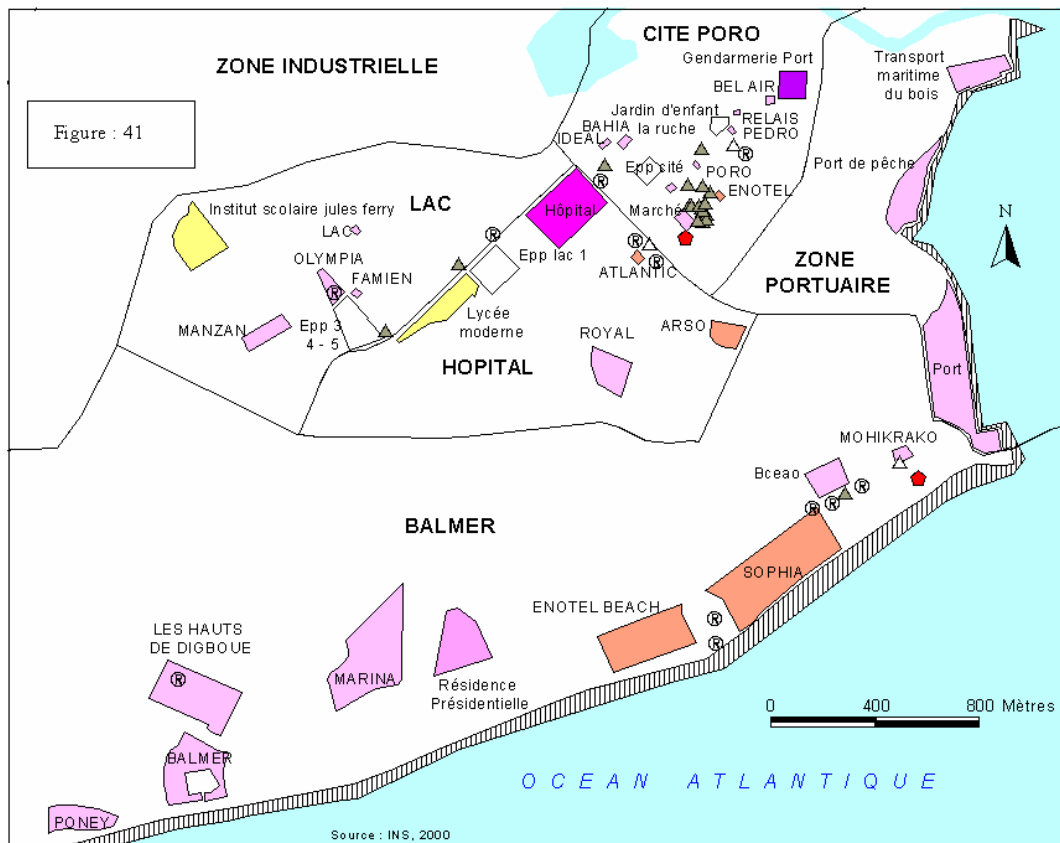 CITE PORO
ZONE INDUSTRIELLE
Gendarmerie Port
Transport
maritime
du bois
BEL AIR
Figure : 41
Jardin d'enfant
la ruche
RELAIS
PEDRO
BAHIA
IDEAL
Epp cité
PORO
ENOTEL
Port de pêche
LAC
Hôpital
Marché
N
Institut scolaire jules ferry
LAC
R
R
R
R
R
Epp lac 1
ATLANTIC
ZONE
PORTUAIRE
OLYMPIA
FAMIEN
R
MANZAN
Epp 3
4 - 5
Lycée
moderne
ROYAL
ARSO
HOPITAL
Port
MOHIKRAKO
Bceao
R
R
R
BALMER
SOPHIA
ENOTEL BEACH
R
R
LES HAUTS
DE DIGBOUE
R
MARINA
Résidence
Présidentielle
0 400 800 Mètres
BALMER
OCEAN ATLANTIQUE
PONEY
Source : INS, 2000